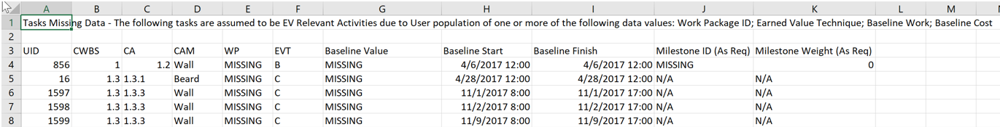 A B C D E F G H I J K L M
1 Tasks Missing Data - The following tasks are assumed to be EV Relevant Activities due to User population of one or more of the following data values: Work Package ID; Earned Value Technique; Baseline Work; Baseline Cost
2
3 UID CWBS CA CAM WP EVT Baseline Value Baseline Start Baseline Finish Milestone ID (As Req) Milestone Weight (As Req)
4 856 1 1.2 Wall MISSING B MISSING 4/6/2017 12:00 4/6/2017 12:00 MISSING 0
5 16 1.3 1.3.1 Beard MISSING C MISSING 4/28/2017 12:00 4/28/2017 12:00 N/A N/A
6 1597 1.3 1.3.3 Wall MISSING C MISSING 11/1/2017 8:00 11/1/2017 17:00 N/A N/A
7 1598 1.3 1.3.3 Wall MISSING C MISSING 11/2/2017 8:00 11/2/2017 17:00 N/A N/A
8 1599 1.3 1.3.3 Wall MISSING C MISSING 11/9/2017 8:00 11/9/2017 17:00 N/A N/A